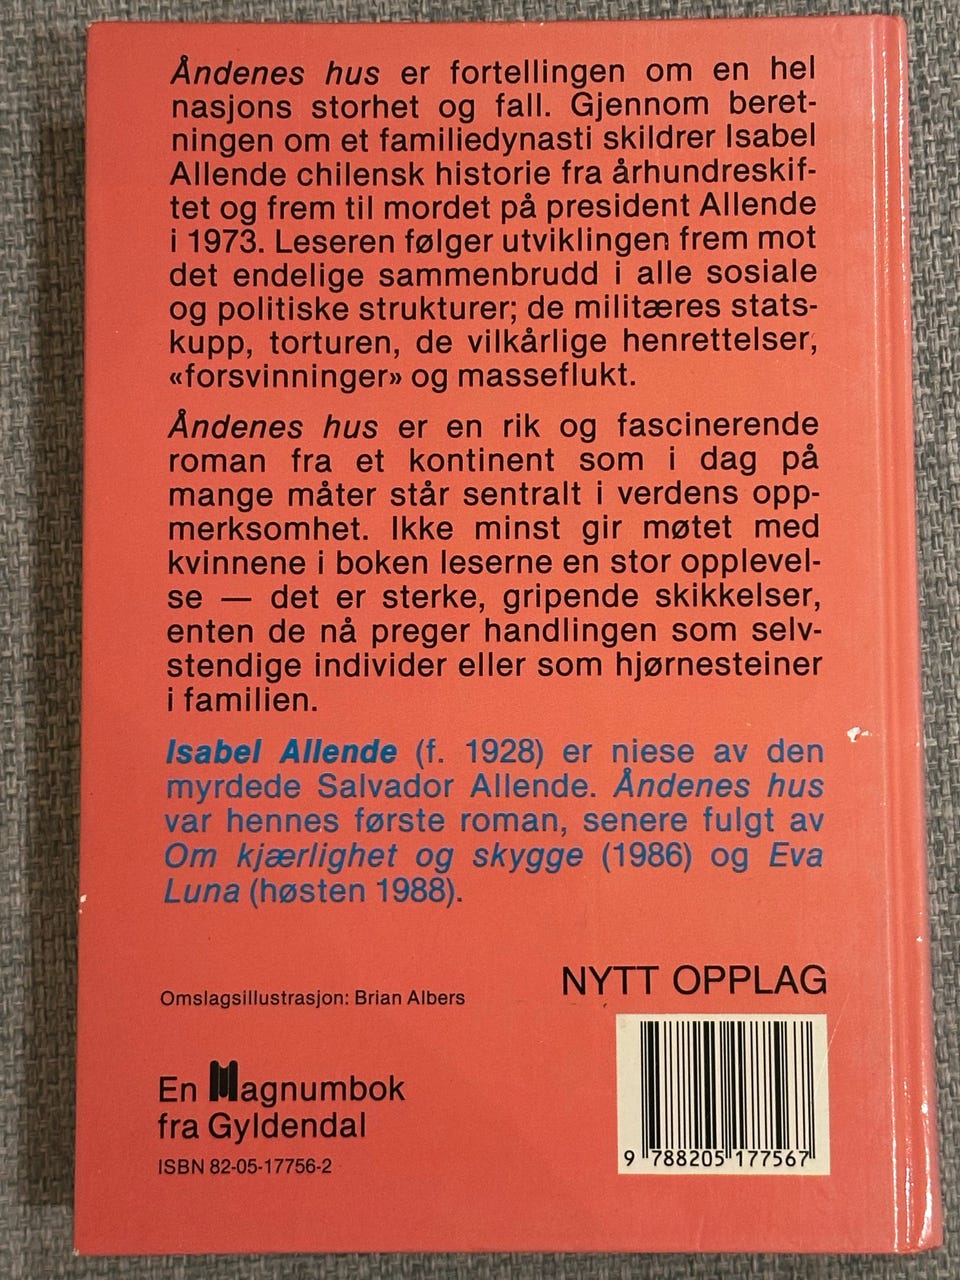 Åndenes hus er fortellingen om en hel
nasjons storhet og fall. Gjennom beret-
ningen om et familiedynasti skildrer Isabel
Allende chilensk historie fra århundreskif-
tet og frem til mordet på president Allende
i 1973. Leseren følger utviklingen frem mot
det endelige sammenbrudd i alle sosiale
og politiske strukturer; de militæres stats-
kupp, torturen, de vilkårlige henrettelser,
«forsvinninger» og masseflukt.
Åndenes hus er en rik og fascinerende
roman fra et kontinent som i dag på
mange måter står sentralt i verdens opp-
merksomhet. Ikke minst gir møtet med
kvinnene i boken leserne en stor opplevel-
se — det er sterke, gripende skikkelser,
enten de nå preger handlingen som selv-
stendige individer eller som hjørnesteiner
i familien.
Isabel Allende (f. 1928) er niese av den
myrdede Salvador Allende. Åndenes hus
var hennes første roman, senere fulgt av
Om kjærlighet og skygge (1986) og Eva
Luna (høsten 1988).
NYTT OPPLAG
Omslagsillustrasjon: Brian Albers
En Magnumbok
fra Gyldendal
ISBN 82-05-17756-2
9 788205 177567